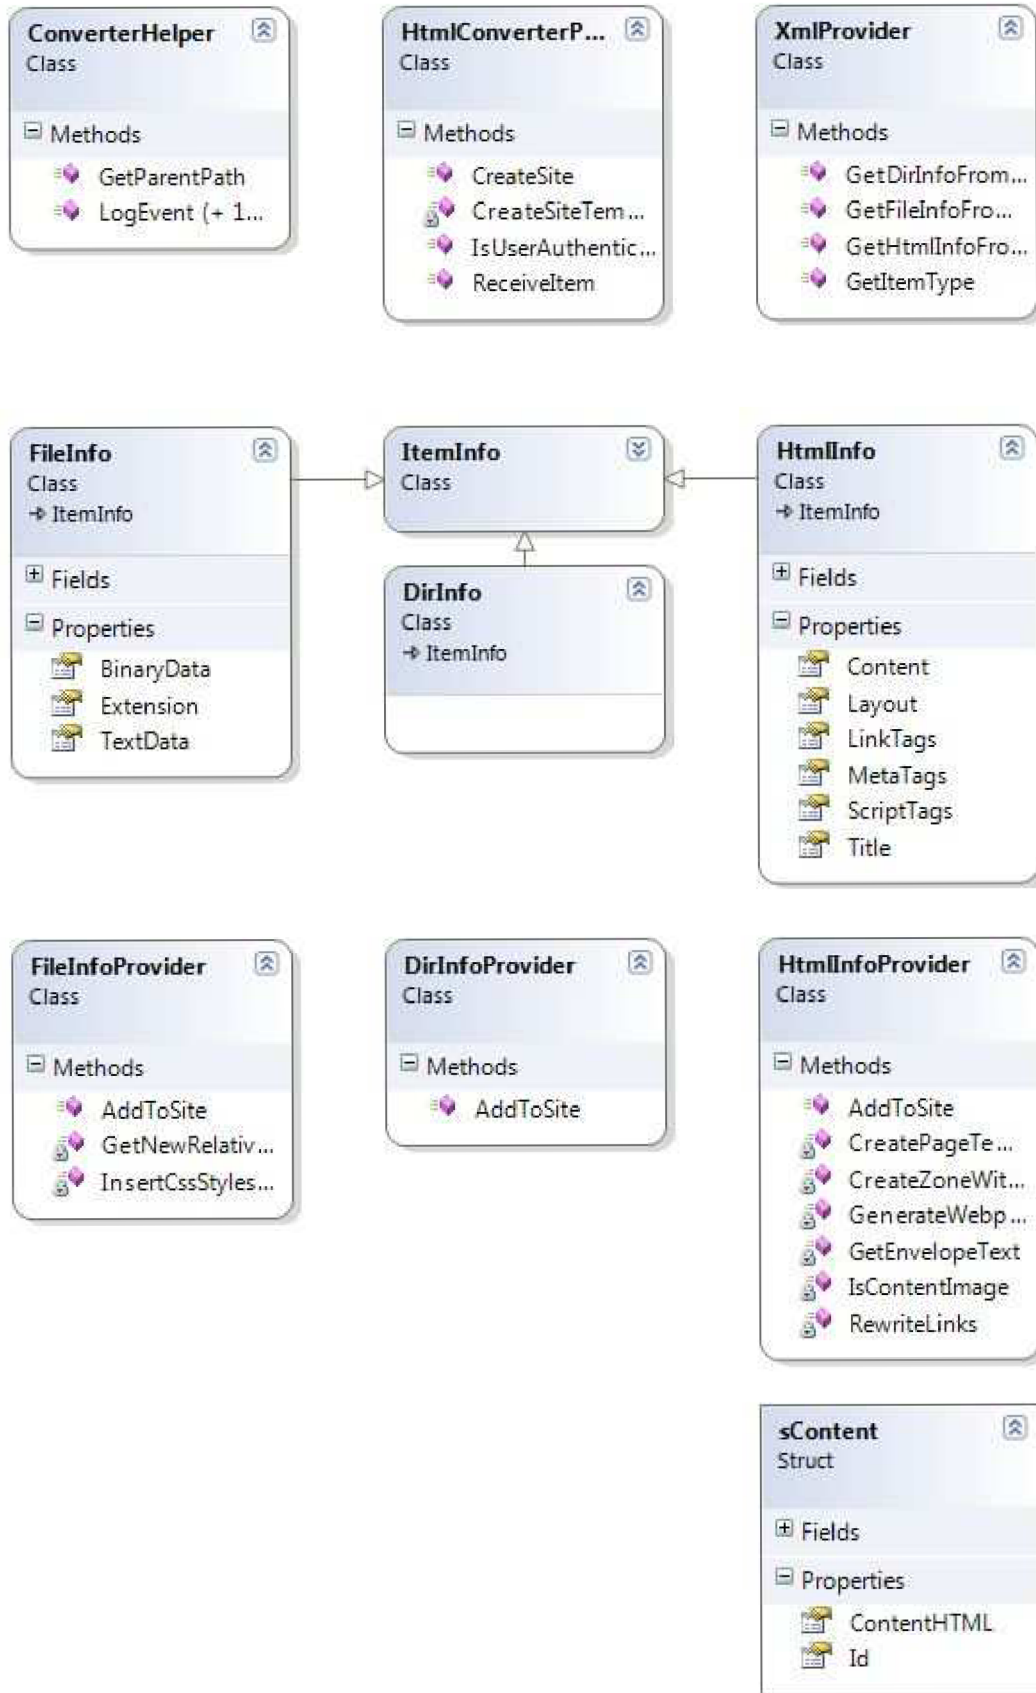 ConverterHelper
Class
Methods
GetParentPath
LogEvent (+ 1...
HtmlConverterP...
Class
Methods
CreateSite
CreateSiteTem...
IsUserAuthentic...
ReceiveItem
XmlProvider
Class
Methods
GetDirInfoFrom...
GetFileInfoFro...
GetHtmlInfoFro...
GetItemType
FileInfo
Class
ItemInfo
Fields
Properties
BinaryData
Extension
TextData
ItemInfo
Class
DirInfo
Class
ItemInfo
HtmlInfo
Class
ItemInfo
Fields
Properties
Content
Layout
LinkTags
MetaTags
ScriptTags
Title
FileInfoProvider
Class
Methods
AddToSite
GetNewRelativ...
InsertCssStyles...
DirInfoProvider
Class
Methods
AddToSite
HtmlInfoProvider
Class
Methods
AddToSite
CreatePageTe...
CreateZoneWit...
GenerateWebp...
GetEnvelopeText
IsContentImage
RewriteLinks
sContent
Struct
Fields
Properties
ContentHTML
Id